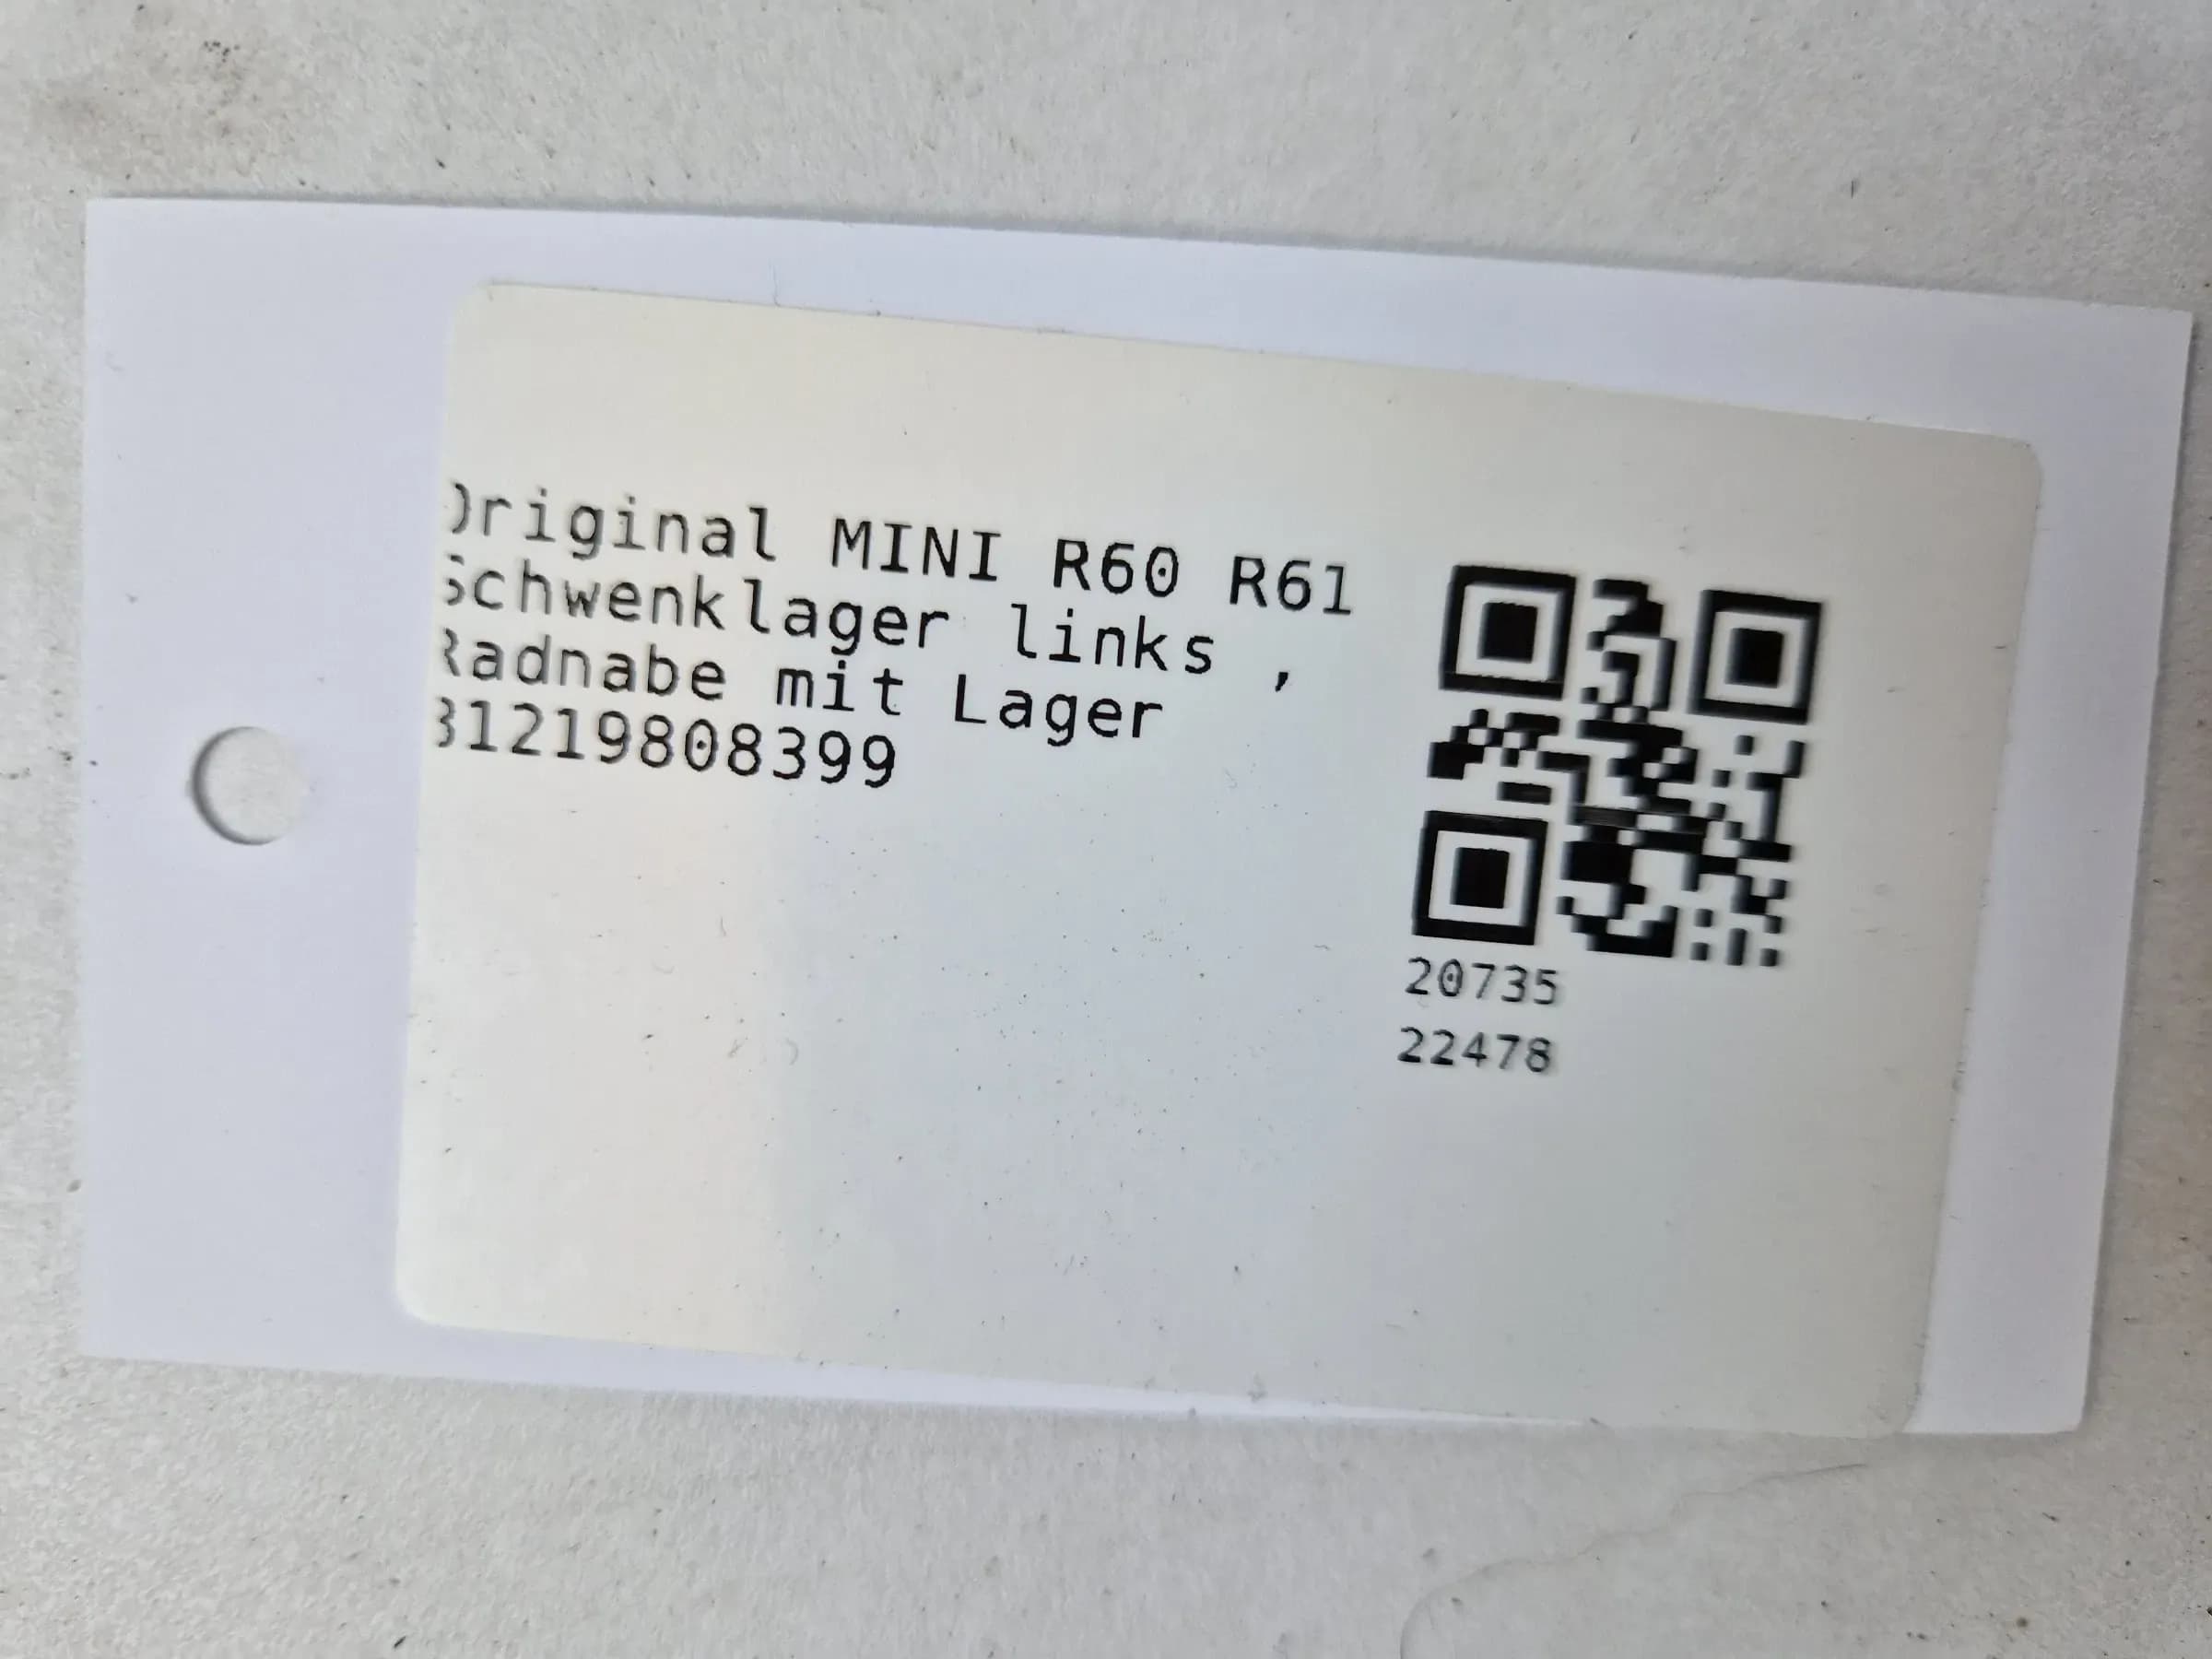 Original MINI R60 R61
Schwenklager links ,
Radnabe mit Lager
31219808399
20735
22478